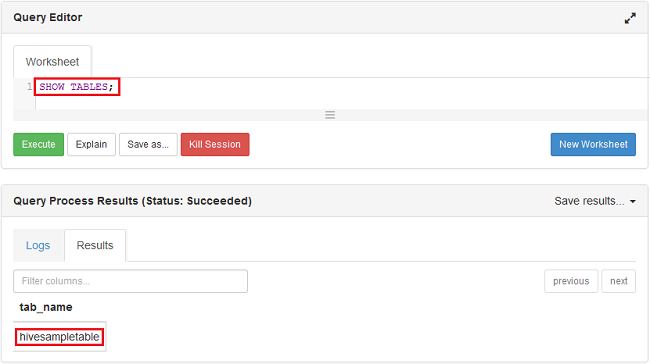 Query Editor
Worksheet
1 SHOW TABLES;
Execute Explain Save as... Kill Session New Worksheet
Query Process Results (Status: Succeeded) Save results...
Logs Results
Filter columns... previous next
tab_name
hivesampletable